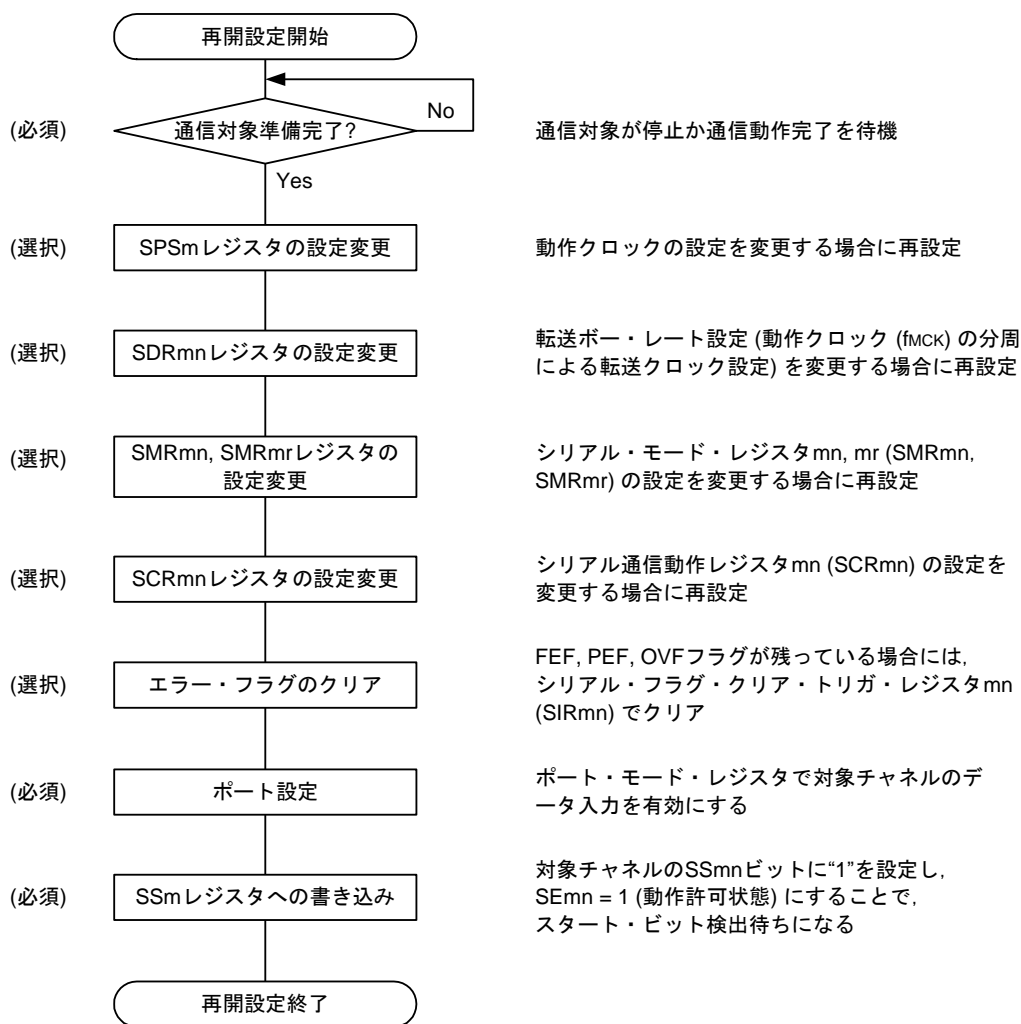 再開設定開始
No
(必須)
通信対象準備完了?
通信対象が停止か通信動作完了を待機
Yes
(選択)
SPSmレジスタの設定変更
動作クロックの設定を変更する場合に再設定
(選択)
SDRmnレジスタの設定変更
転送ボー・レート設定 (動作クロック (fMCK) の分周
による転送クロック設定) を変更する場合に再設定
(選択)
SMRmn, SMRmrレジスタの
設定変更
シリアル・モード・レジスタmn, mr (SMRmn,
SMRmr) の設定を変更する場合に再設定
(選択)
SCRmnレジスタの設定変更
シリアル通信動作レジスタmn (SCRmn) の設定を
変更する場合に再設定
(選択)
エラー・フラグのクリア
FEF, PEF, OVFフラグが残っている場合には,
シリアル・フラグ・クリア・トリガ・レジスタmn
(SIRmn) でクリア
(必須)
ポート設定
ポート・モード・レジスタで対象チャネルのデ
ータ入力を有効にする
(必須)
SSmレジスタへの書き込み
対象チャネルのSSmnビットに“1”を設定し,
SEmn = 1 (動作許可状態) にすることで,
スタート・ビット検出待ちになる
再開設定終了